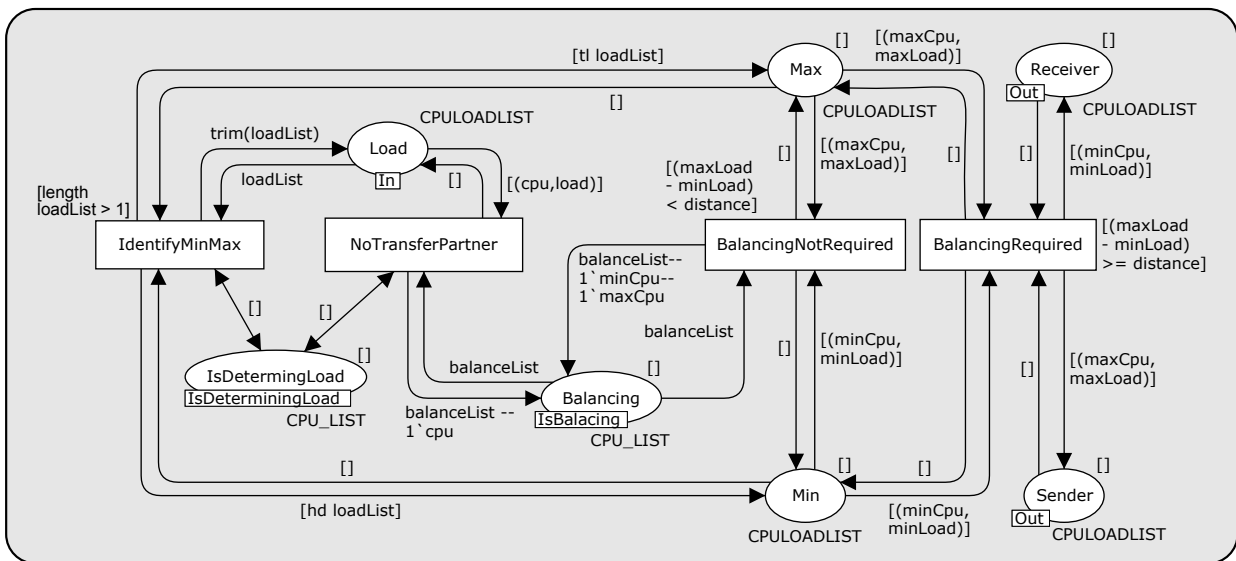 []
[(maxCpu,
maxLoad)]
[]
[tl loadList]
Max
Receiver
Out
[]
CPULOADLIST
CPULOADLIST
CPULOADLIST
trim(loadList)
Load
In
loadList
[]
[(cpu,load)]
[]
[(maxCpu,
maxLoad)]
[]
[]
[(minCpu,
minLoad)]
[(maxLoad
- minLoad)
< distance]
[length
loadList > 1]
IdentifyMinMax
NoTransferPartner
BalancingNotRequired
BalancingRequired
[(maxLoad
- minLoad)
>= distance]
balanceList--
1`minCpu--
1`maxCpu
[]
[]
balanceList
[]
[(minCpu,
minLoad)]
[]
[(maxCpu,
maxLoad)]
[]
IsDetermingLoad
IsDeterminingLoad
CPU_LIST
balanceList
[]
Balancing
IsBalacing
CPU_LIST
balanceList --
1`cpu
[]
[]
[]
[]
Min
Sender
Out
[hd loadList]
[(minCpu,
minLoad)]
CPULOADLIST
CPULOADLIST